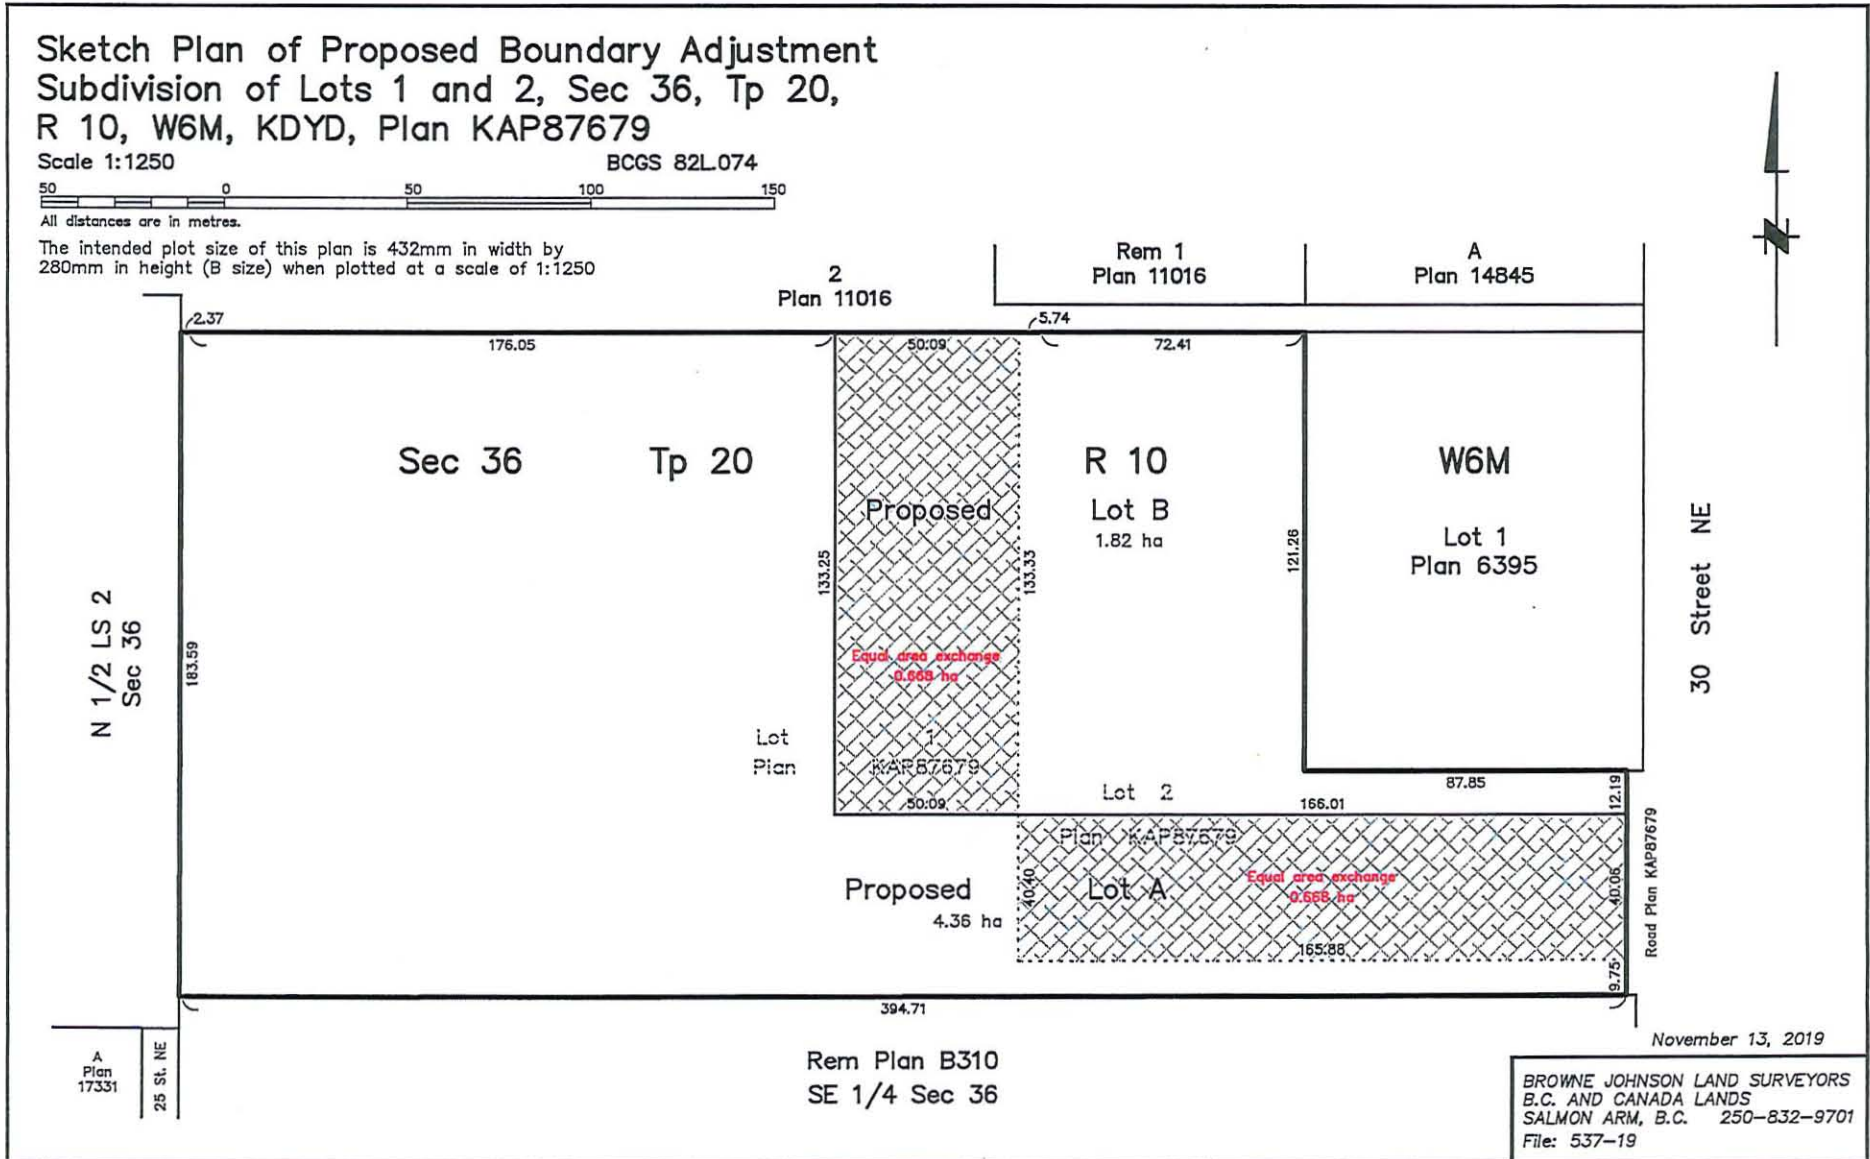 Sketch Plan of Proposed Boundary Adjustment
Subdivision of Lots 1 and 2, Sec 36, Tp 20,
R 10, W6M, KDYD, Plan KAP87679
Scale 1:1250
BCGS 82L.074
50 0 50 100 150
All distances are in metres.
The intended plot size of this plan is 432mm in width by
280mm in height (B size) when plotted at a scale of 1:1250
2
Plan 11016
Rem 1
Plan 11016
A
Plan 14845
2.37
176.05
50.09
5.74
72.41
Sec 36
Tp 20
R 10
W6M
Proposed
Lot B
1.82 ha
Lot 1
Plan 6395
30 Street NE
N 1/2 LS 2
Sec 36
183.59
133.25
133.33
121.26
Equal area exchange
0.668 ha
Lot 1
Plan KAP87679
50.09
Lot 2
166.01
87.85
12.19
Plan KAP87679
Proposed
Lot A
4.36 ha
40.40
Equal area exchange
0.668 ha
40.06
165.88
9.75
Road Plan KAP87679
394.71
A
Plan
17331
25 St. NE
Rem Plan B310
SE 1/4 Sec 36
November 13, 2019
BROWNE JOHNSON LAND SURVEYORS
B.C. AND CANADA LANDS
SALMON ARM, B.C. 250-832-9701
File: 537-19